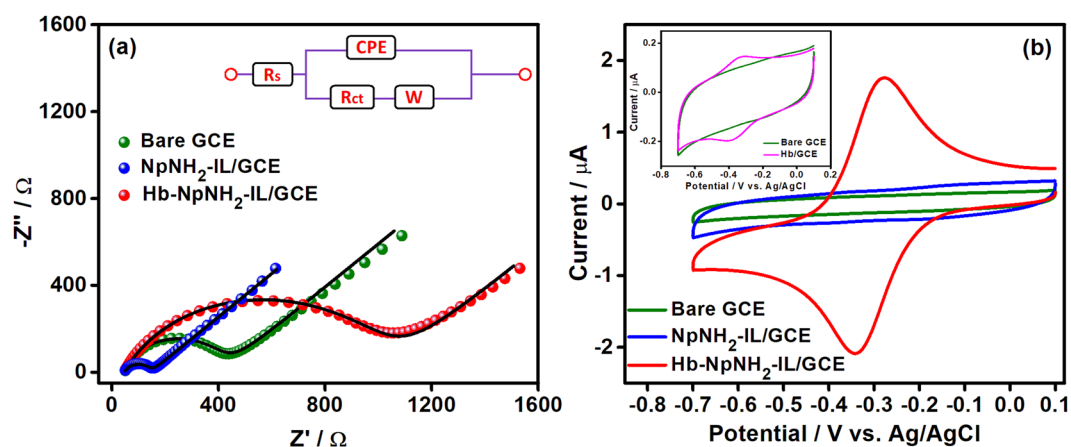 (a)
-1600
-1200
-800
-400
0
-Z'' / Ω
0 400 800 1200 1600
Z' / Ω
CPE
Rs
Rct W
Bare GCE
NpNH2-IL/GCE
Hb-NpNH2-IL/GCE
(b)
2
1
0
-1
-2
Current / μA
-0.8 -0.7 -0.6 -0.5 -0.4 -0.3 -0.2 -0.1 0.0 0.1
Potential / V vs. Ag/AgCl
Bare GCE
NpNH2-IL/GCE
Hb-NpNH2-IL/GCE
0.2
0.0
-0.2
Current / μA
-0.8 -0.6 -0.4 -0.2 0.0 0.2
Potential / V vs. Ag/AgCl
Bare GCE
Hb/GCE